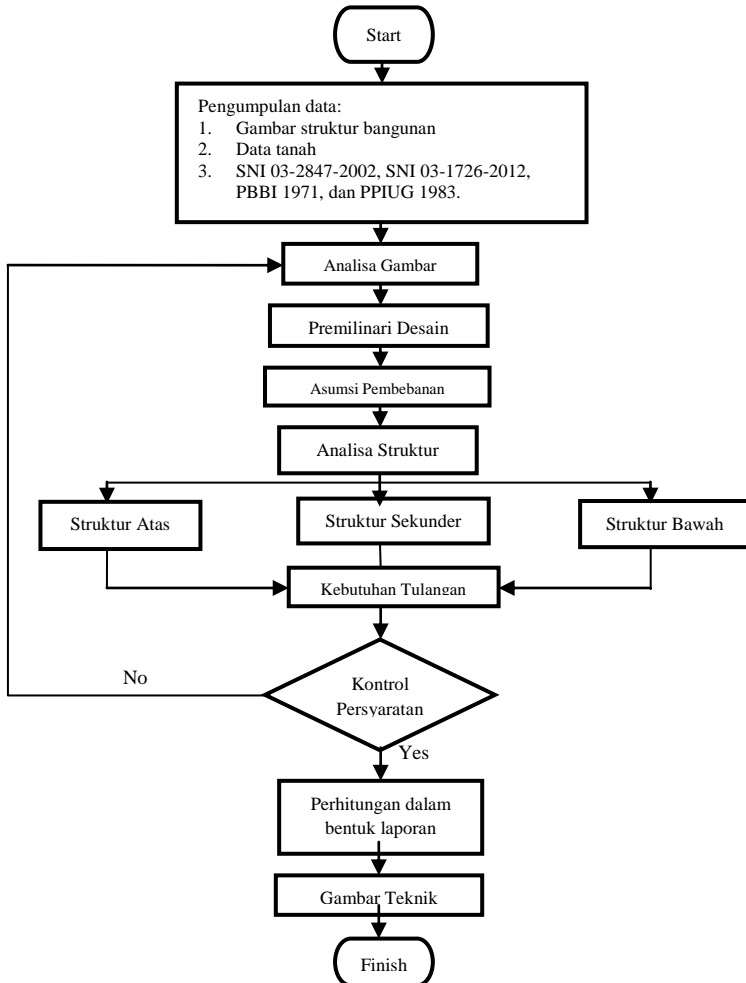 Start
Pengumpulan data:
1. Gambar struktur bangunan
2. Data tanah
3. SNI 03-2847-2002, SNI 03-1726-2012,
PBBI 1971, dan PPIUG 1983.
Analisa Gambar
Premilinari Desain
Asumsi Pembebanan
Analisa Struktur
Struktur Atas
Struktur Sekunder
Struktur Bawah
Kebutuhan Tulangan
No
Kontrol
Persyaratan
Yes
Perhitungan dalam
bentuk laporan
Gambar Teknik
Finish